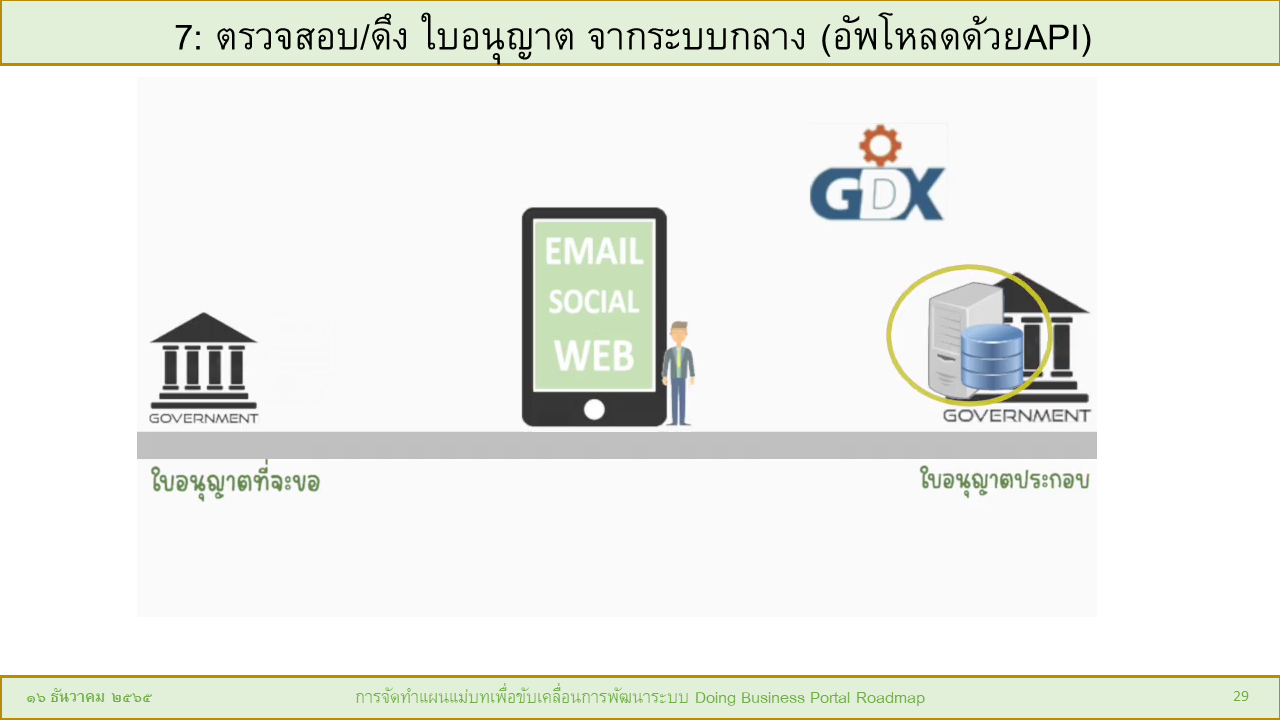 7: ตรวจสอบ/ดึง ใบอนุญาต จากระบบกลาง (อัพโหลดด้วยAPI)
GDX
EMAIL
SOCIAL
WEB
GOVERNMENT
GOVERNMENT
ใบอนุญาตที่จะขอ
ใบอนุญาตประกอบ
๑๖ ธันวาคม ๒๕๖๕
การจัดทำแผนแม่บทเพื่อขับเคลื่อนการพัฒนาระบบ Doing Business Portal Roadmap
29